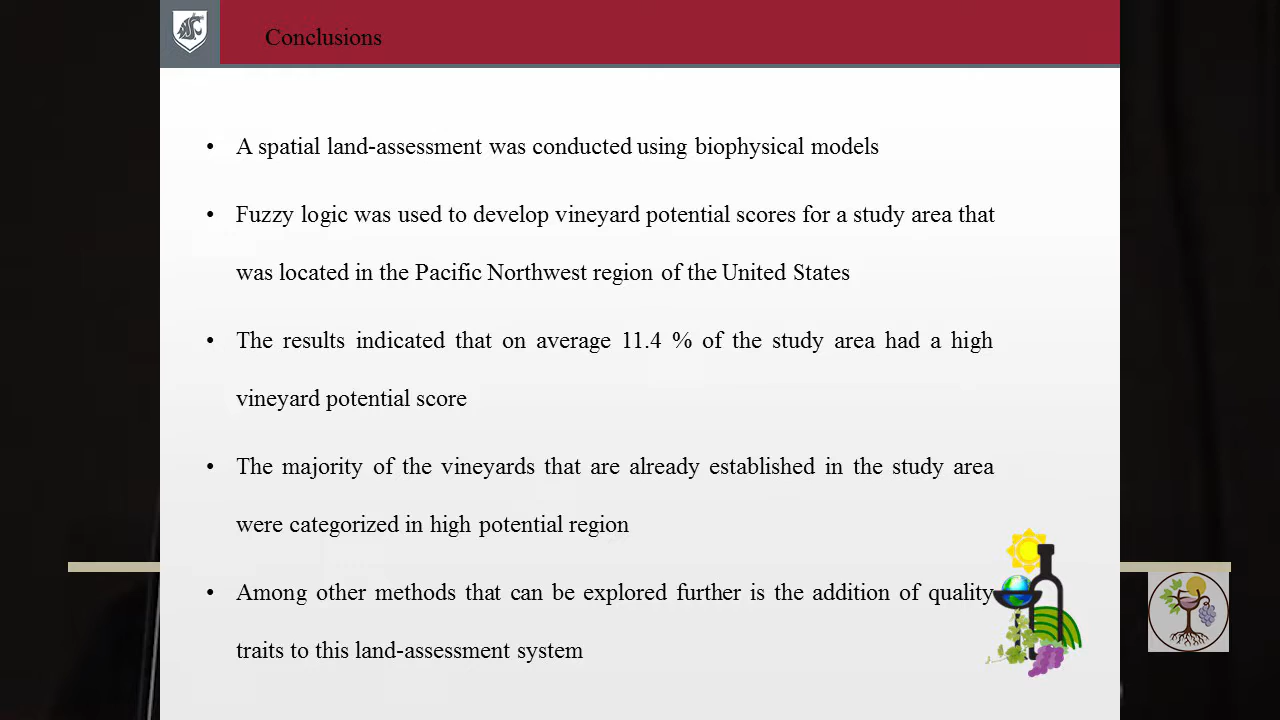 Conclusions
• A spatial land-assessment was conducted using biophysical models
• Fuzzy logic was used to develop vineyard potential scores for a study area that
was located in the Pacific Northwest region of the United States
• The results indicated that on average 11.4 % of the study area had a high
vineyard potential score
• The majority of the vineyards that are already established in the study area
were categorized in high potential region
• Among other methods that can be explored further is the addition of quality
traits to this land-assessment system